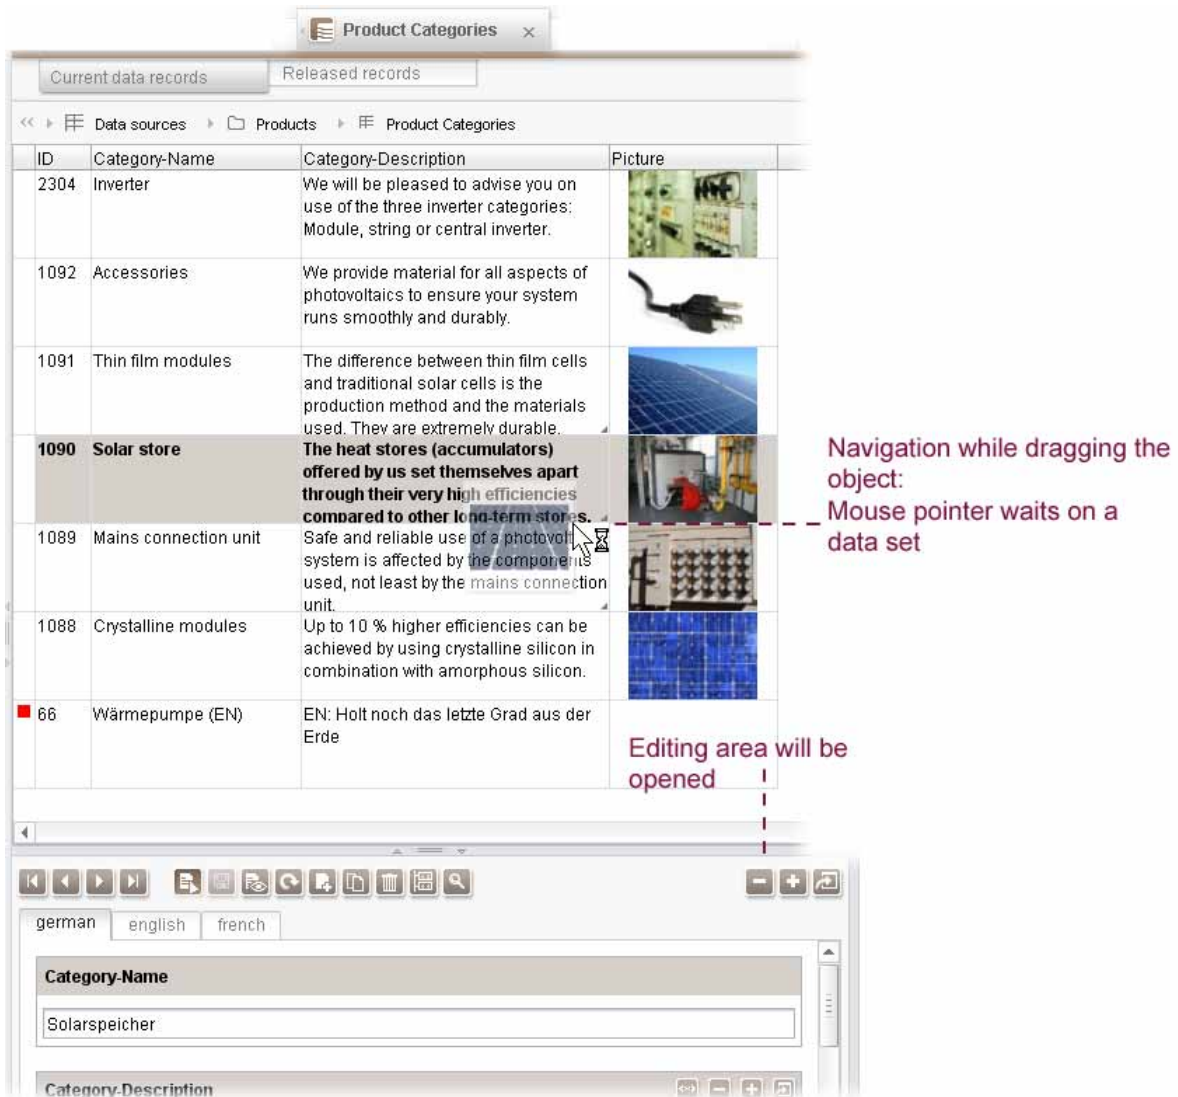 Product Categories
Current data records
Released records
Data sources Products Product Categories
ID Category-Name Category-Description Picture
2304 Inverter We will be pleased to advise you on
use of the three inverter categories:
Module, string or central inverter.
1092 Accessories We provide material for all aspects of
photovoltaics to ensure your system
runs smoothly and durably.
1091 Thin film modules The difference between thin film cells
and traditional solar cells is the
production method and the materials
used. They are extremely durable.
1090 Solar store The heat stores (accumulators)
offered by us set themselves apart
through their very high efficiencies
compared to other long-term stores.
Navigation while dragging the
object:
Mouse pointer waits on a
data set
1089 Mains connection unit Safe and reliable use of a photovolt
system is affected by the components
used, not least by the mains connection
unit.
1088 Crystalline modules Up to 10 % higher efficiencies can be
achieved by using crystalline silicon in
combination with amorphous silicon.
66 Wärmepumpe (EN) EN: Holt noch das letzte Grad aus der
Erde
Editing area will be
opened
german english french
Category-Name
Solarspeicher
Category-Description